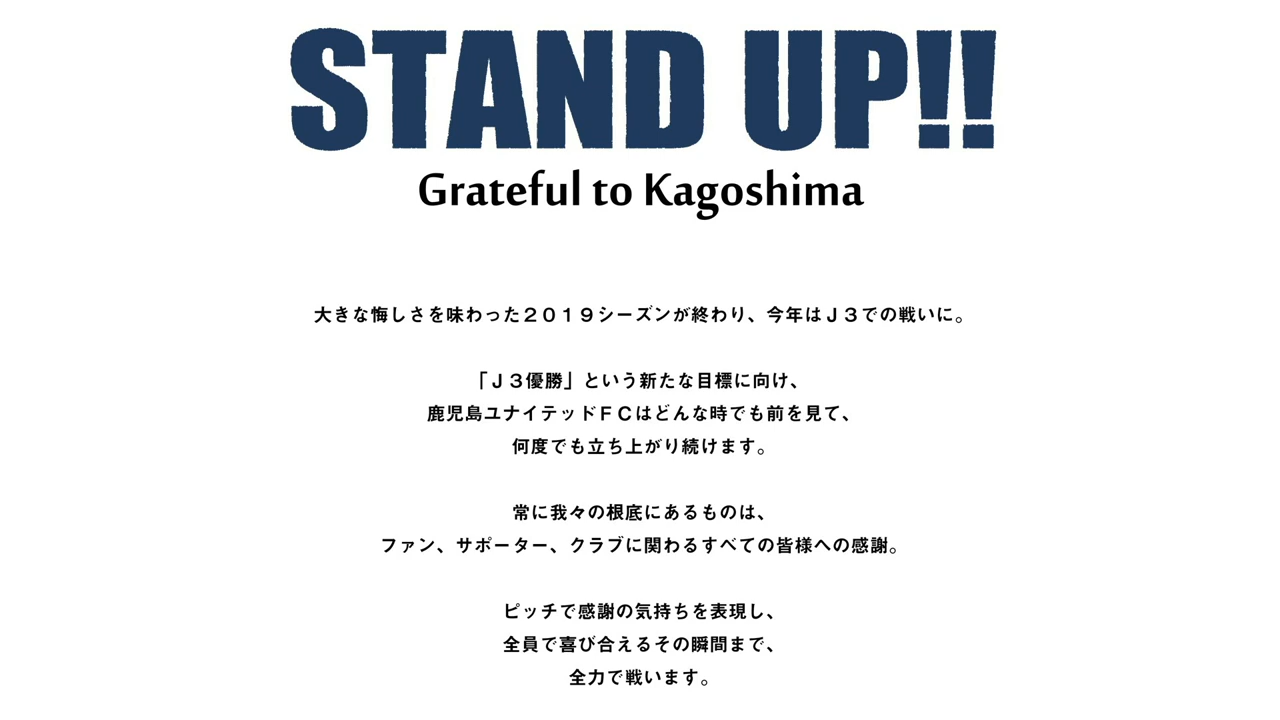 STAND UP!!
Grateful to Kagoshima
大きな悔しさを味わった２０１９シーズンが終わり、今年はＪ３での戦いに。
「Ｊ３優勝」という新たな目標に向け、
鹿児島ユナイテッドＦＣはどんな時でも前を見て、
何度でも立ち上がり続けます。
常に我々の根底にあるものは、
ファン、サポーター、クラブに関わるすべての皆様への感謝。
ピッチで感謝の気持ちを表現し、
全員で喜び合えるその瞬間まで、
全力で戦います。